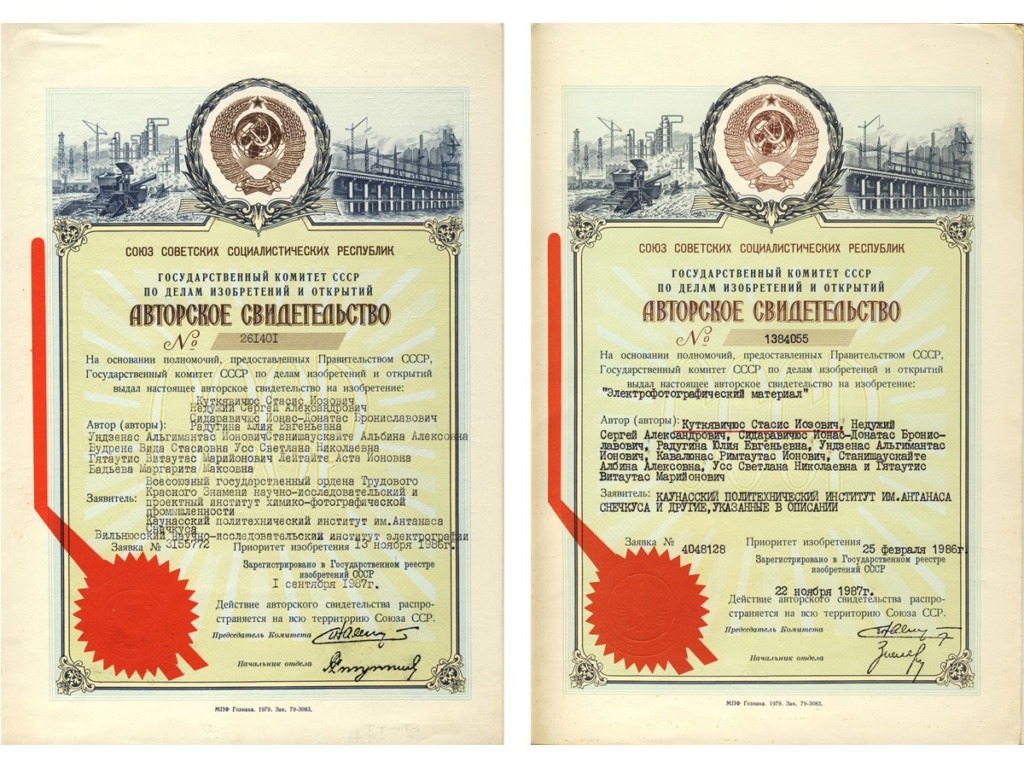 СОЮЗ СОВЕТСКИХ СОЦИАЛИСТИЧЕСКИХ РЕСПУБЛИК
ГОСУДАРСТВЕННЫЙ КОМИТЕТ СССР
ПО ДЕЛАМ ИЗОБРЕТЕНИЙ И ОТКРЫТИЙ
АВТОРСКОЕ СВИДЕТЕЛЬСТВО
№ 261401
На основании полномочий, предоставленных Правительством СССР,
Государственный комитет СССР по делам изобретений и открытий
выдал настоящее авторское свидетельство на изобретение:
Куткявичюс Стасис Иозович
Недужий Сергей Александрович
Сидаравичюс Ионас-Донатас Брониславович
Автор (авторы): Радугина Юлия Евгеньевна
Ундзенас Альгимантас Ионович Станишаускайте Альбина Алексовна
Будрене Вида Стасиовна Усс Светлана Николаевна
Гятаутис Витаутас Марийонович Лейтайте Аста Ионовна
Бадьева Маргарита Максовна
Всесоюзный государственный ордена Трудового
Заявитель: Красного Знамени научно-исследовательский и
проектный институт химико-фотографической
промышленности
Каунасский политехнический институт им.Антанаса
Снечкуса
Вильнюсский научно-исследовательский институт электрографии
Заявка № 3155772 Приоритет изобретения 13 ноября 1986г.
Зарегистрировано в Государственном реестре
изобретений СССР
1 сентября 1987г.
Действие авторского свидетельства распро-
страняется на всю территорию Союза ССР.
Председатель Комитета
Начальник отдела
МПФ Гознака. 1979. Зак. 79-3083.
СОЮЗ СОВЕТСКИХ СОЦИАЛИСТИЧЕСКИХ РЕСПУБЛИК
ГОСУДАРСТВЕННЫЙ КОМИТЕТ СССР
ПО ДЕЛАМ ИЗОБРЕТЕНИЙ И ОТКРЫТИЙ
АВТОРСКОЕ СВИДЕТЕЛЬСТВО
№ 1384055
На основании полномочий, предоставленных Правительством СССР,
Государственный комитет СССР по делам изобретений и открытий
выдал настоящее авторское свидетельство на изобретение:
"Электрофотографический материал"
Автор (авторы): Куткявичюс Стасис Иозович, Недужий
Сергей Александрович, Сидаравичюс Ионас-Донатас Бронис-
лавович, Радугина Юлия Евгеньевна, Ундзенас Альгимантас
Ионович, Кавалюнас Римтаутас Ионович, Станишаускайте
Албина Алексовна, Усс Светлана Николаевна и Гятаутис
Витаутас Марийонович
Заявитель: КАУНАССКИЙ ПОЛИТЕХНИЧЕСКИЙ ИНСТИТУТ ИМ.АНТАНАСА
СНЕЧКУСА И ДРУГИЕ,УКАЗАННЫЕ В ОПИСАНИИ
Заявка № 4048128 Приоритет изобретения 25 февраля 1986г.
Зарегистрировано в Государственном реестре
изобретений СССР
22 ноября 1987г.
Действие авторского свидетельства распро-
страняется на всю территорию Союза ССР.
Председатель Комитета
Начальник отдела
МПФ Гознака. 1979. Зак. 79-3083.